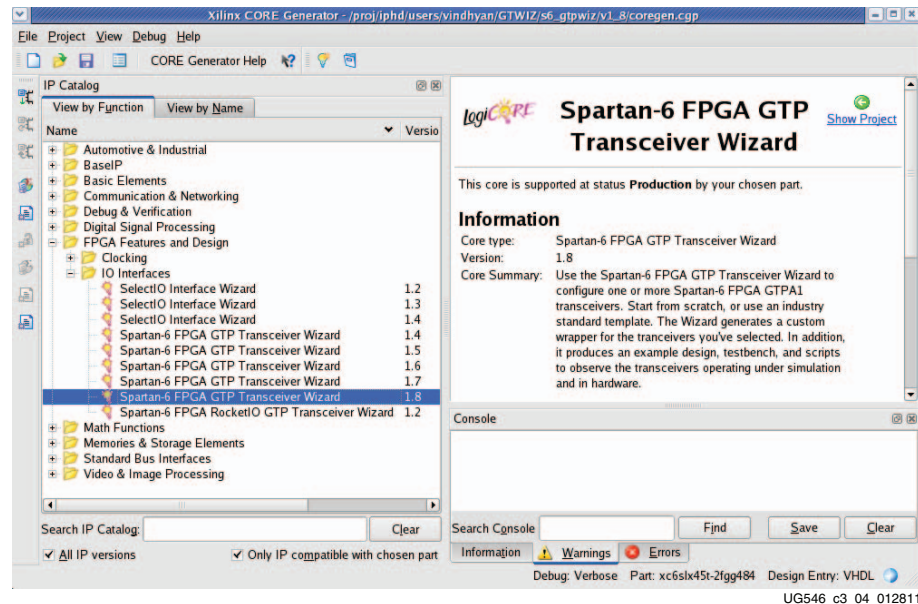 Xilinx CORE Generator - /proj/iphd/users/vindhyan/GTWIZ/s6_gtpwiz/v1_8/coregen.cgp
File Project View Debug Help
CORE Generator Help
IP Catalog
View by Function View by Name
Name Versio
Automotive & Industrial
BaseIP
Basic Elements
Communication & Networking
Debug & Verification
Digital Signal Processing
FPGA Features and Design
Clocking
IO Interfaces
SelectIO Interface Wizard 1.2
SelectIO Interface Wizard 1.3
SelectIO Interface Wizard 1.4
Spartan-6 FPGA GTP Transceiver Wizard 1.4
Spartan-6 FPGA GTP Transceiver Wizard 1.5
Spartan-6 FPGA GTP Transceiver Wizard 1.6
Spartan-6 FPGA GTP Transceiver Wizard 1.7
Spartan-6 FPGA GTP Transceiver Wizard 1.8
Spartan-6 FPGA RocketIO GTP Transceiver Wizard 1.2
Math Functions
Memories & Storage Elements
Standard Bus Interfaces
Video & Image Processing
Search IP Catalog: Clear
All IP versions Only IP compatible with chosen part
logiCORE
Spartan-6 FPGA GTP
Transceiver Wizard
Show Project
This core is supported at status Production by your chosen part.
Information
Core type: Spartan-6 FPGA GTP Transceiver Wizard
Version: 1.8
Core Summary: Use the Spartan-6 FPGA GTP Transceiver Wizard to
configure one or more Spartan-6 FPGA GTPA1
transceivers. Start from scratch, or use an industry
standard template. The Wizard generates a custom
wrapper for the tranceivers you've selected. In addition,
it produces an example design, testbench, and scripts
to observe the transceivers operating under simulation
and in hardware.
Console
Search Console Find Save Clear
Information Warnings Errors
Debug: Verbose Part: xc6slx45t-2fgg484 Design Entry: VHDL
UG546_c3_04_012811